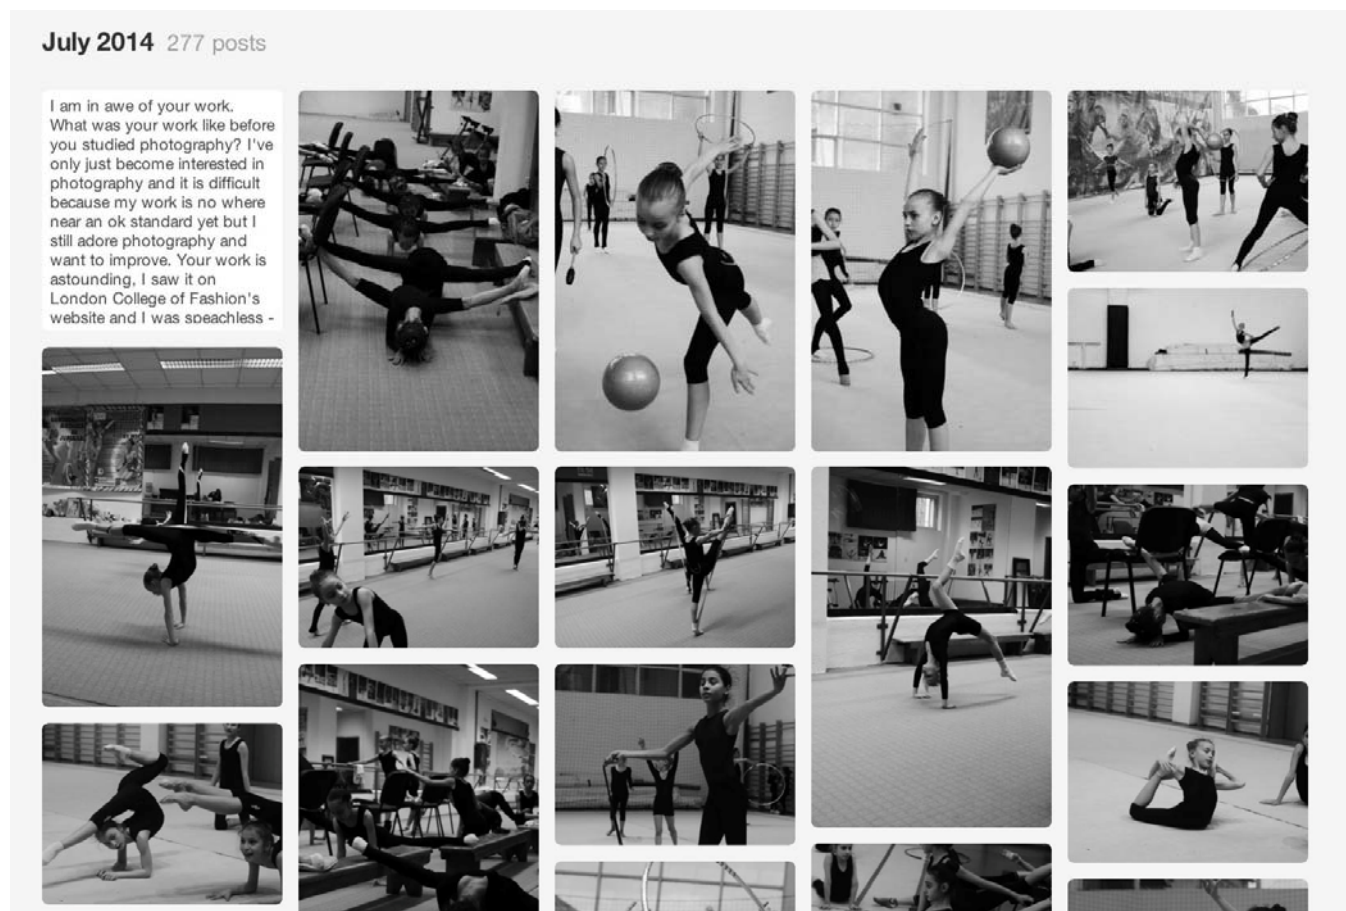 July 2014 277 posts
I am in awe of your work.
What was your work like before
you studied photography? I've
only just become interested in
photography and it is difficult
because my work is no where
near an ok standard yet but I
still adore photography and
want to improve. Your work is
astounding, I saw it on
London College of Fashion's
website and I was speachless -